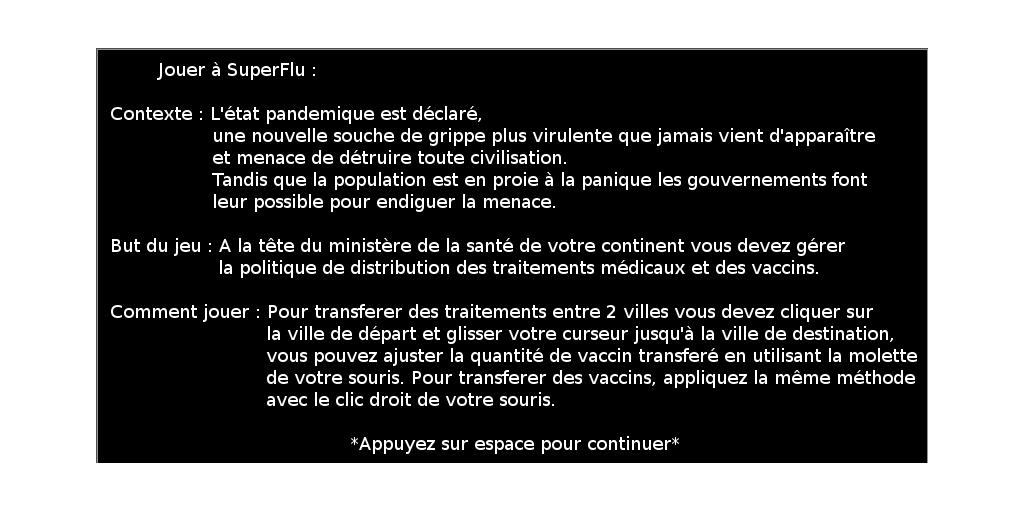 Jouer à SuperFlu :
Contexte : L'état pandemique est déclaré,
une nouvelle souche de grippe plus virulente que jamais vient d'apparaître
et menace de détruire toute civilisation.
Tandis que la population est en proie à la panique les gouvernements font
leur possible pour endiguer la menace.
But du jeu : A la tête du ministère de la santé de votre continent vous devez gérer
la politique de distribution des traitements médicaux et des vaccins.
Comment jouer : Pour transferer des traitements entre 2 villes vous devez cliquer sur
la ville de départ et glisser votre curseur jusqu'à la ville de destination,
vous pouvez ajuster la quantité de vaccin transferé en utilisant la molette
de votre souris. Pour transferer des vaccins, appliquez la même méthode
avec le clic droit de votre souris.
*Appuyez sur espace pour continuer*